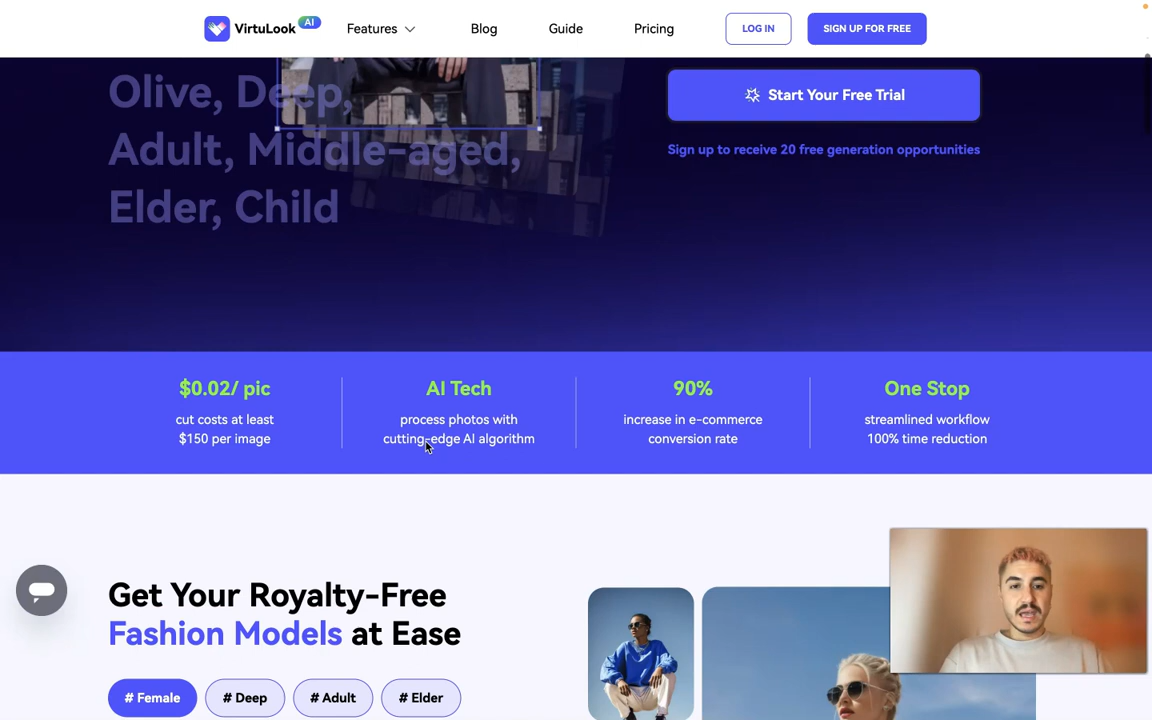 VirtuLook AI
Features
Blog
Guide
Pricing
LOG IN
SIGN UP FOR FREE
Olive, Deep,
Adult, Middle-aged,
Elder, Child
Start Your Free Trial
Sign up to receive 20 free generation opportunities
$0.02/ pic
cut costs at least
$150 per image
AI Tech
process photos with
cutting-edge AI algorithm
90%
increase in e-commerce
conversion rate
One Stop
streamlined workflow
100% time reduction
Get Your Royalty-Free
Fashion Models at Ease
# Female
# Deep
# Adult
# Elder